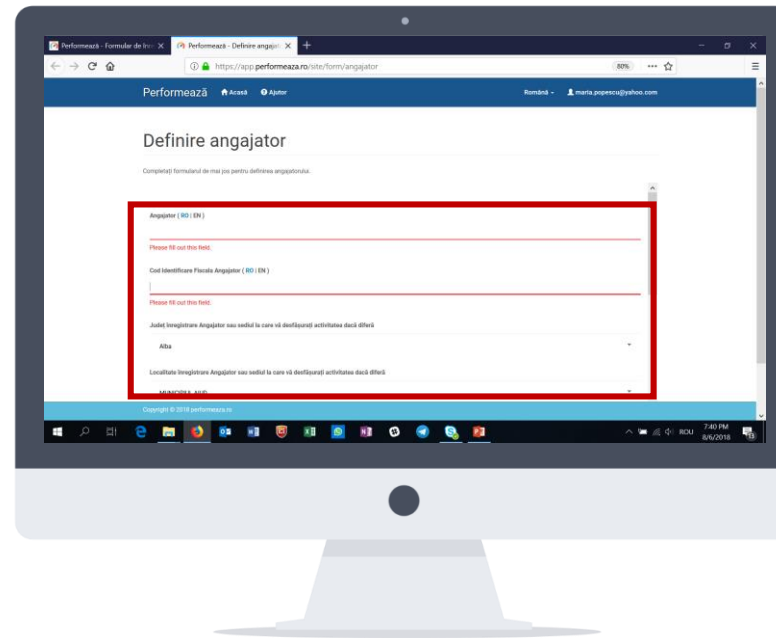 Performează - Formular de înr
Performează - Definire angajat
https://app.performeaza.ro/site/form/angajator
80%
Performează Acasă Ajutor Română maria.popescu@yahoo.com
Definire angajator
Completați formularul de mai jos pentru definirea angajatorului.
Angajator ( RO | EN )
Please fill out this field.
Cod Identificare Fiscala Angajator ( RO | EN )
Please fill out this field.
Județ înregistrare Angajator sau sediul la care vă desfășurați activitatea dacă diferă
Alba
Localitate înregistrare Angajator sau sediul la care vă desfășurați activitatea dacă diferă
MUNICIPIUL AIUD
Copyright © 2018 performeaza.ro
ROU
7:40 PM
8/6/2018